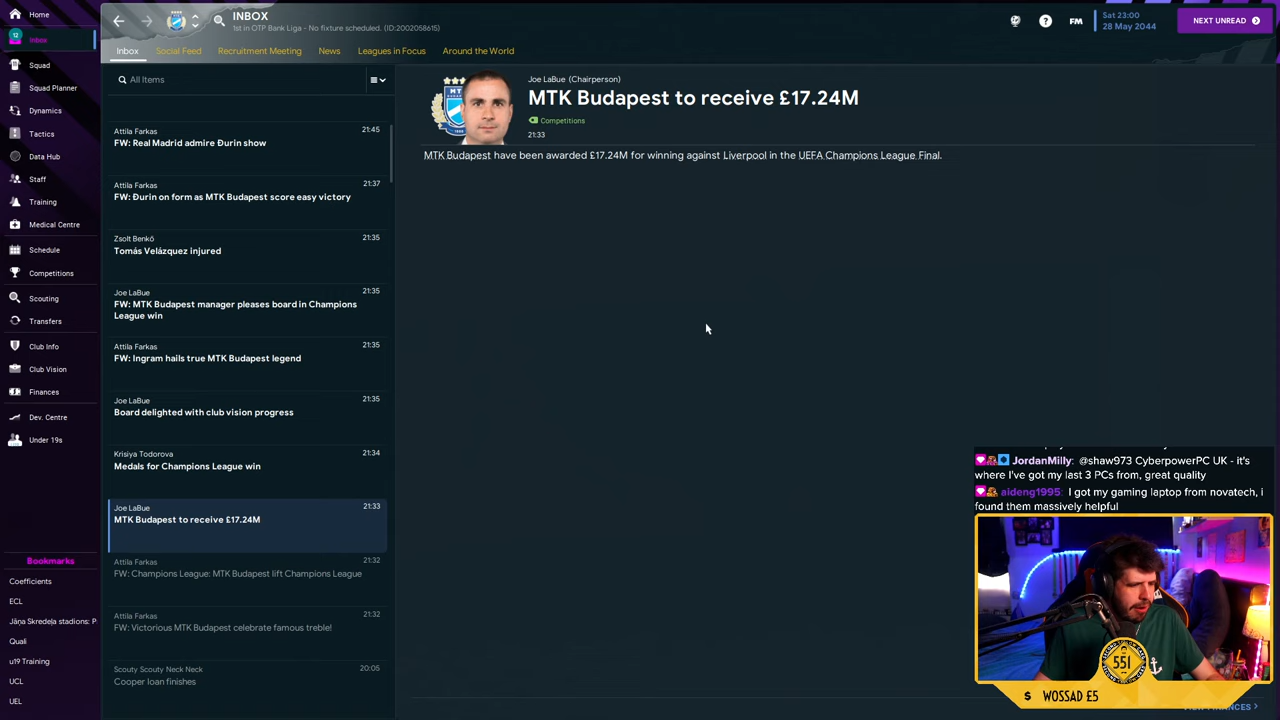 Home
12
Inbox
Squad
Squad Planner
Dynamics
Tactics
Data Hub
Staff
Training
Medical Centre
Schedule
Competitions
Scouting
Transfers
Club Info
Club Vision
Finances
Dev. Centre
Under 19s
Bookmarks
Coefficients
ECL
Jāņa Skredeļa stadions: P
Quali
u19 Training
UCL
UEL
INBOX
1st in OTP Bank Liga - No fixture scheduled. (ID:2002058615)
FM
Sat 23:00
28 May 2044
NEXT UNREAD
Inbox
Social Feed
Recruitment Meeting
News
Leagues in Focus
Around the World
All Items
Attila Farkas 21:45
FW: Real Madrid admire Đurin show
Attila Farkas 21:37
FW: Đurin on form as MTK Budapest score easy victory
Zsolt Benkő 21:35
Tomás Velázquez injured
Joe LaBue 21:35
FW: MTK Budapest manager pleases board in Champions
League win
Attila Farkas 21:35
FW: Ingram hails true MTK Budapest legend
Joe LaBue 21:35
Board delighted with club vision progress
Krisiya Todorova 21:34
Medals for Champions League win
Joe LaBue 21:33
MTK Budapest to receive £17.24M
Attila Farkas 21:32
FW: Champions League: MTK Budapest lift Champions League
Attila Farkas 21:32
FW: Victorious MTK Budapest celebrate famous treble!
Scouty Scouty Neck Neck 20:05
Cooper loan finishes
Joe LaBue (Chairperson)
MTK Budapest to receive £17.24M
Competitions
21:33
MTK Budapest have been awarded £17.24M for winning against Liverpool in the UEFA Champions League Final.
JordanMilly: @shaw973 CyberpowerPC UK - it's
where I've got my last 3 PCs from, great quality
aideng1995: I got my gaming laptop from novatech, i
found them massively helpful
551
$ WOSSAD £5